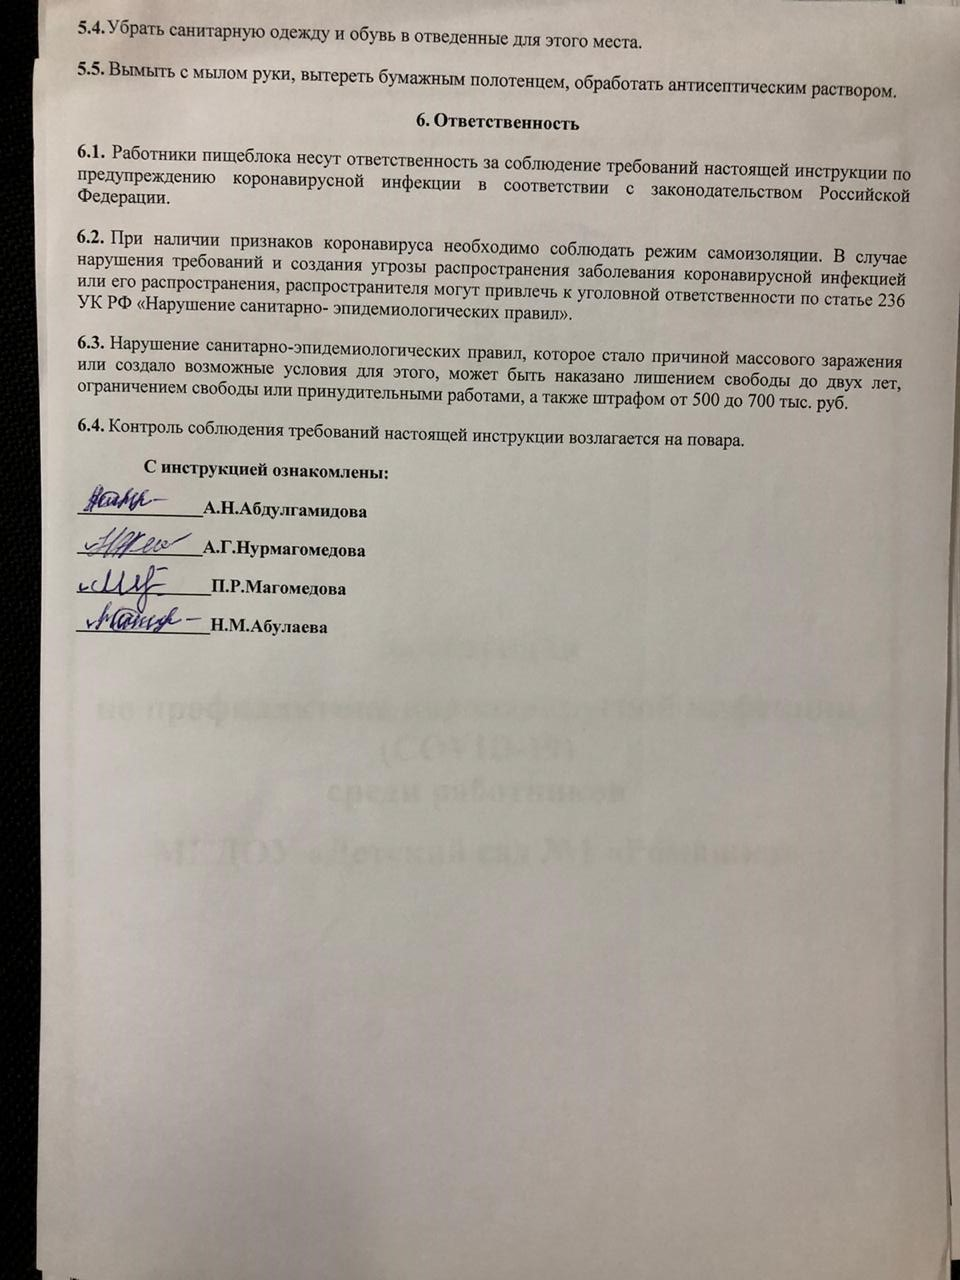 5.4. Убрать санитарную одежду и обувь в отведенные для этого места.
5.5. Вымыть с мылом руки, вытереть бумажным полотенцем, обработать антисептическим раствором.
6. Ответственность
6.1. Работники пищеблока несут ответственность за соблюдение требований настоящей инструкции по
предупреждению коронавирусной инфекции в соответствии с законодательством Российской
Федерации.
6.2. При наличии признаков коронавируса необходимо соблюдать режим самоизоляции. В случае
нарушения требований и создания угрозы распространения заболевания коронавирусной инфекцией
или его распространения, распространителя могут привлечь к уголовной ответственности по статье 236
УК РФ «Нарушение санитарно- эпидемиологических правил».
6.3. Нарушение санитарно-эпидемиологических правил, которое стало причиной массового заражения
или создало возможные условия для этого, может быть наказано лишением свободы до двух лет,
ограничением свободы или принудительными работами, а также штрафом от 500 до 700 тыс. руб.
6.4. Контроль соблюдения требований настоящей инструкции возлагается на повара.
С инструкцией ознакомлены:
А.Н.Абдулгамидова
А.Г.Нурмагомедова
П.Р.Магомедова
Н.М.Абулаева